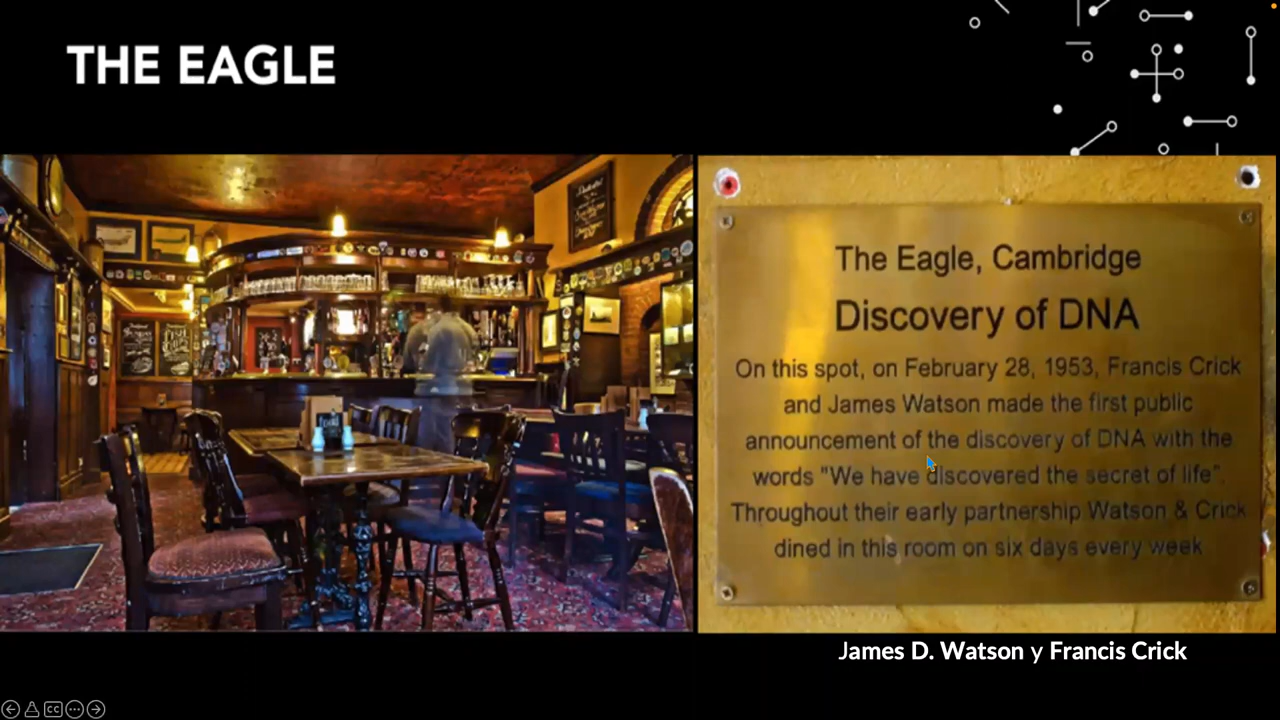 THE EAGLE
The Eagle, Cambridge
Discovery of DNA
On this spot, on February 28, 1953, Francis Crick
and James Watson made the first public
announcement of the discovery of DNA with the
words "We have discovered the secret of life".
Throughout their early partnership Watson & Crick
dined in this room on six days every week
James D. Watson y Francis Crick
CC